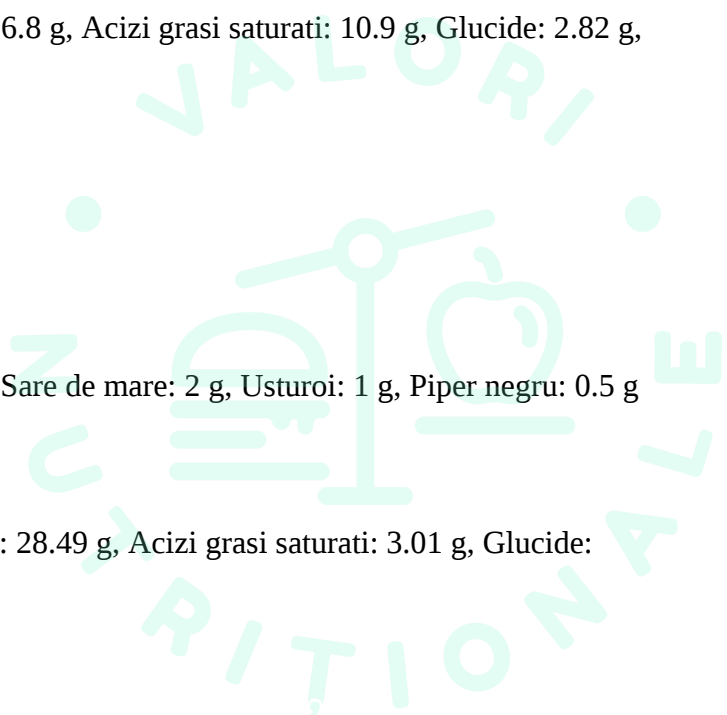 6.8 g, Acizi grasi saturati: 10.9 g, Glucide: 2.82 g,
VALORI
Sare de mare: 2 g, Usturoi: 1 g, Piper negru: 0.5 g
: 28.49 g, Acizi grasi saturati: 3.01 g, Glucide:
NUTRIȚIONALE